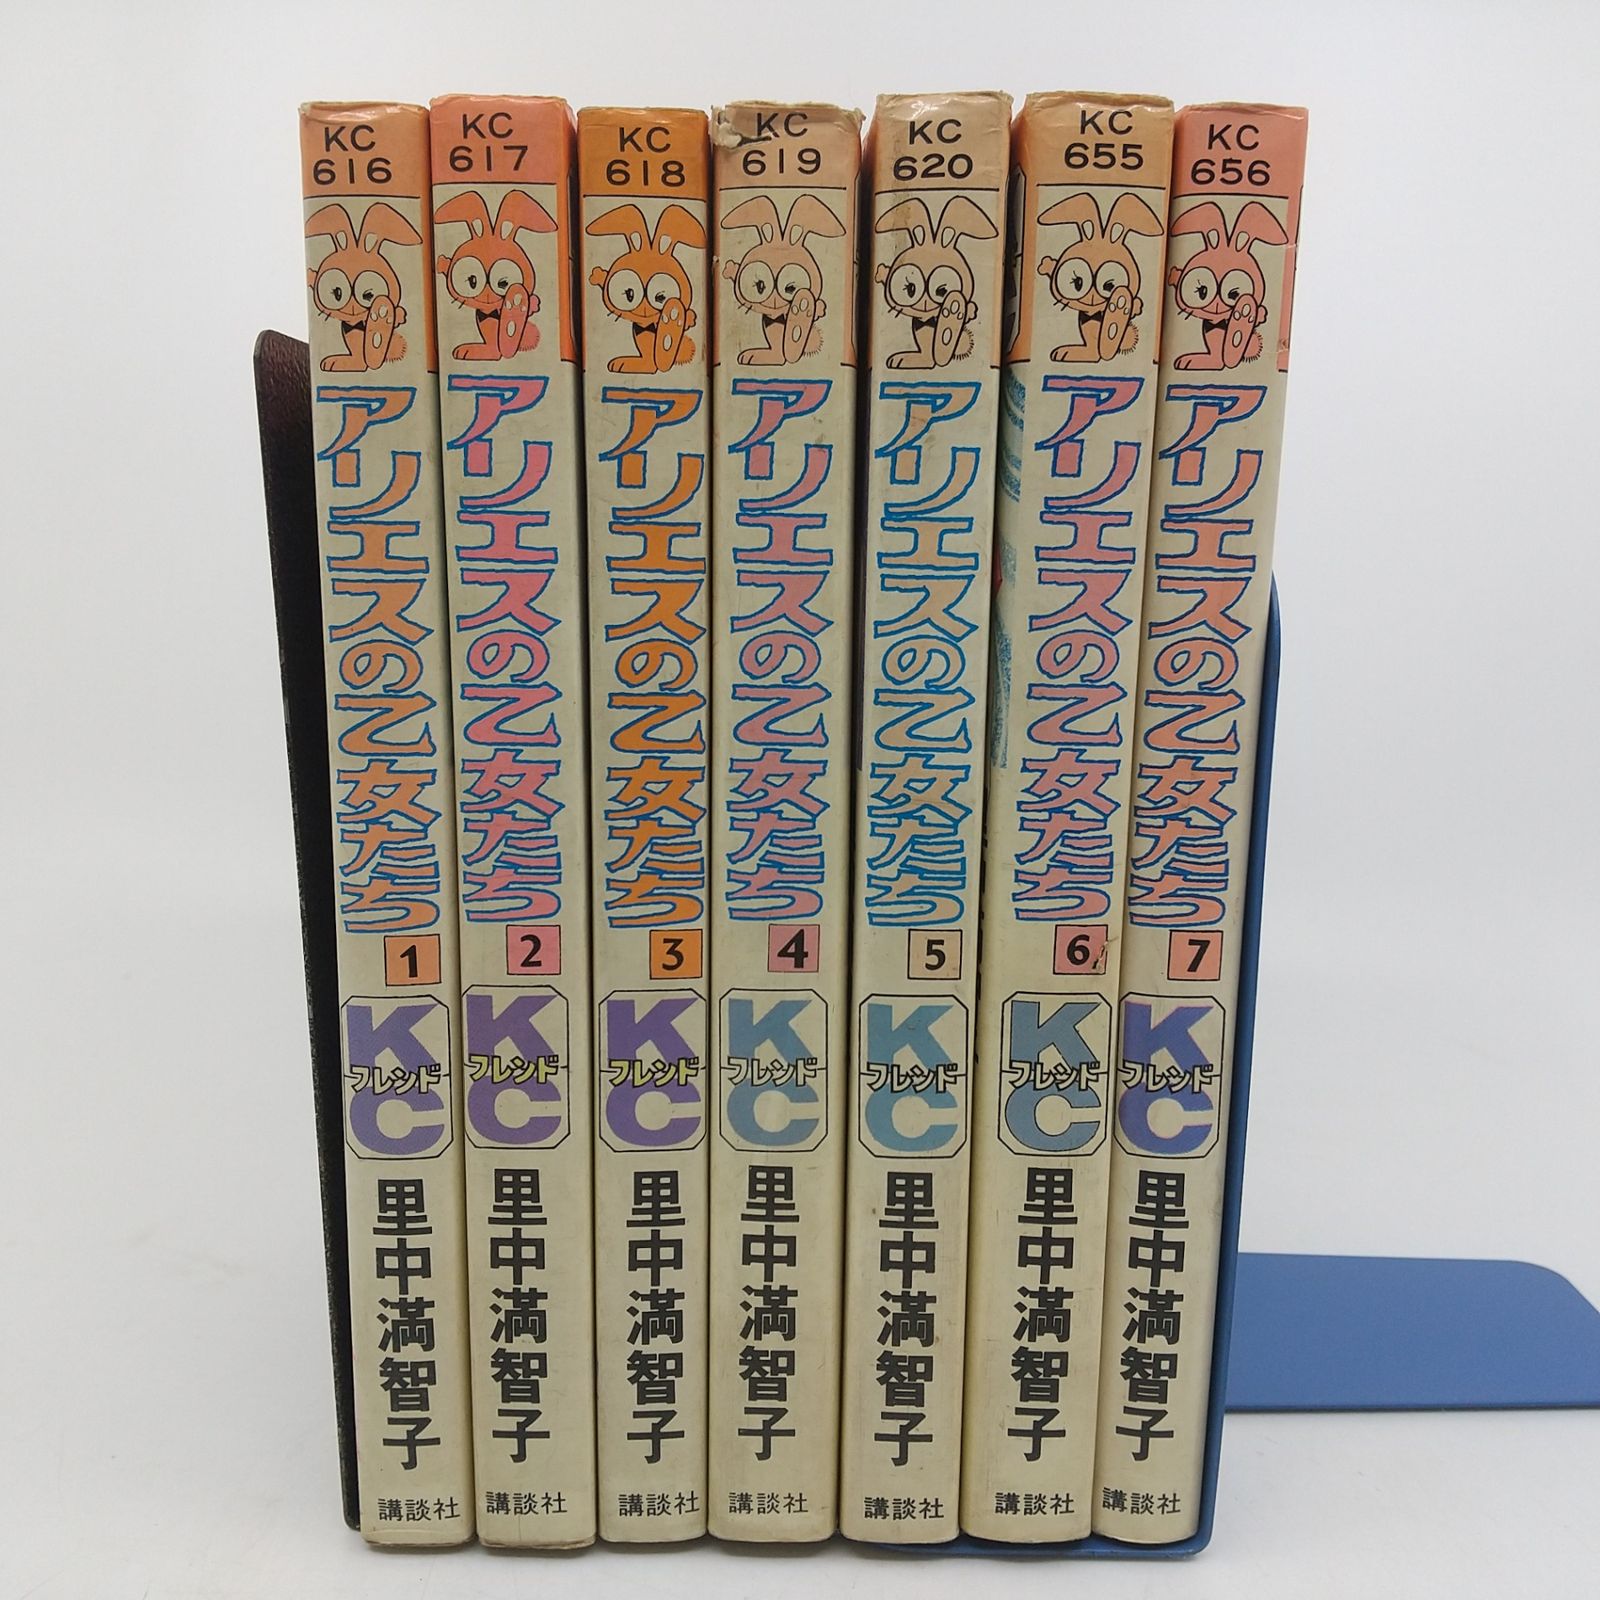 KC
616
アリエスの乙女たち
1
KC
フレンド
里中満智子
講談社
KC
617
アリエスの乙女たち
2
KC
フレンド
里中満智子
講談社
KC
618
アリエスの乙女たち
3
KC
フレンド
里中満智子
講談社
KC
619
アリエスの乙女たち
4
KC
フレンド
里中満智子
講談社
KC
620
アリエスの乙女たち
5
KC
フレンド
里中満智子
講談社
KC
655
アリエスの乙女たち
6
KC
フレンド
里中満智子
講談社
KC
656
アリエスの乙女たち
7
KC
フレンド
里中満智子
講談社